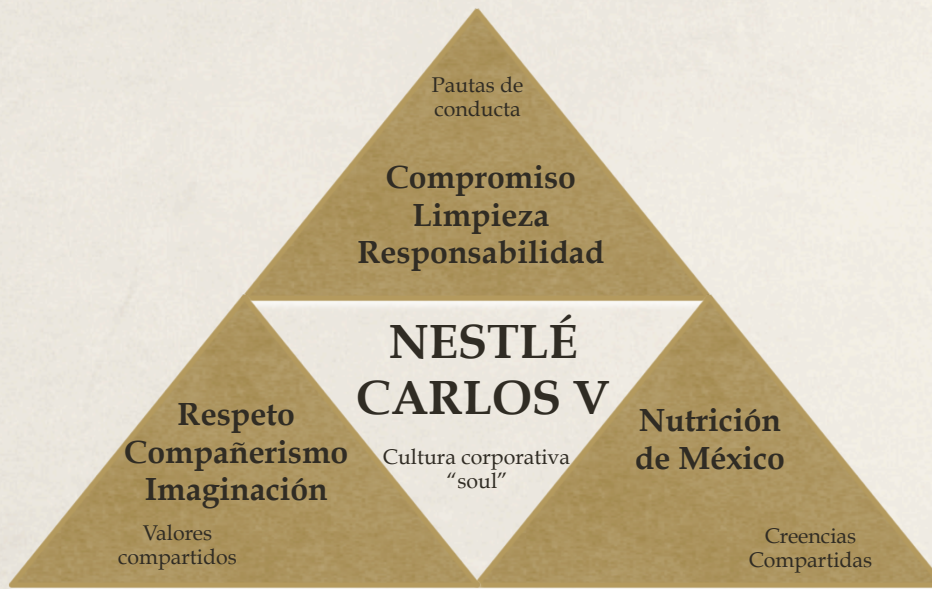 Pautas de
conducta
Compromiso
Limpieza
Responsabilidad
NESTLÉ
CARLOS V
Cultura corporativa
“soul”
Respeto
Compañerismo
Imaginación
Valores
compartidos
Nutrición
de México
Creencias
Compartidas